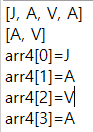 [J, A, V, A]
[A, V]
arr4[0]=J
arr4[1]=A
arr4[2]=V
arr4[3]=A